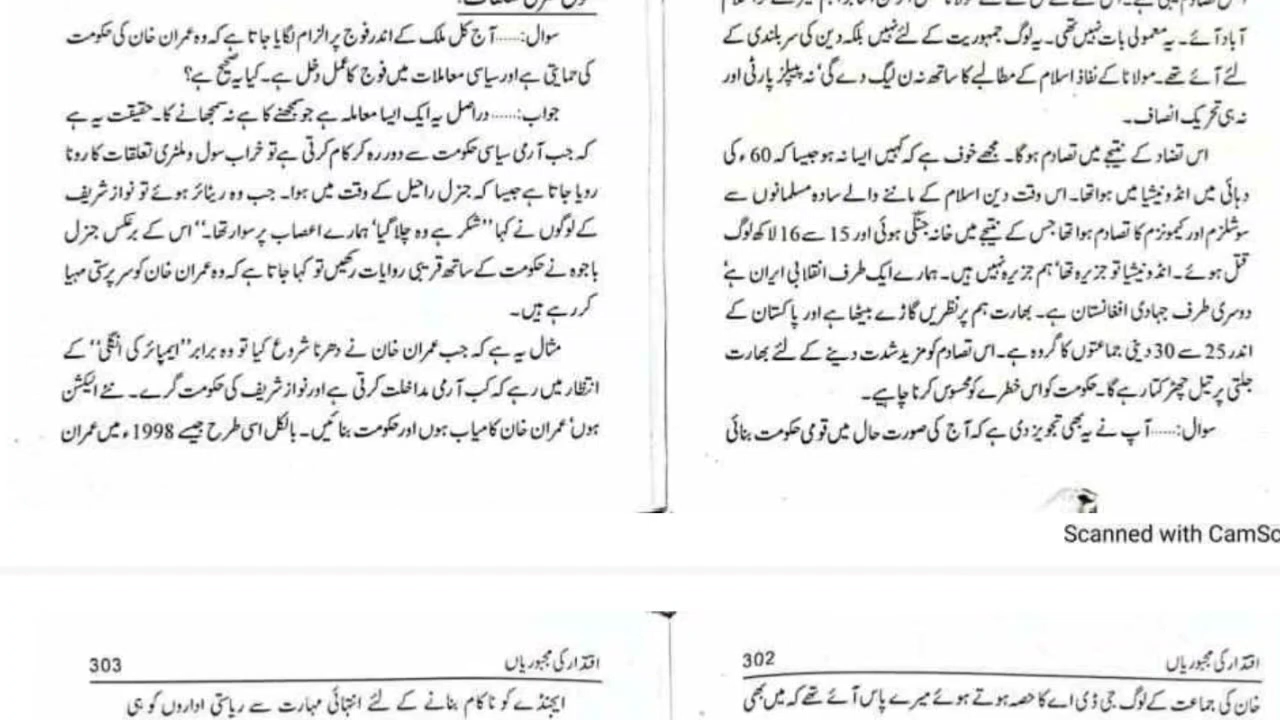 آباد آئے۔ یہ معمولی بات نہیں تھی۔ یہ لوگ جمہوریت کے لئے نہیں بلکہ دین کی سربلندی کے
لئے آئے تھے۔ مولانا کے نفاذ اسلام کے مطالبے کا ساتھ نہ ن لیگ دے گی‘ نہ پیپلز پارٹی اور
نہ ہی تحریک انصاف۔
اس تضاد کے نتیجے میں تصادم ہوگا۔ مجھے خوف ہے کہ کہیں ایسا نہ ہو جیسا کہ 60ء کی
دہائی میں انڈونیشیا میں ہوا تھا۔ اس وقت دین اسلام کے ماننے والے سادہ مسلمانوں سے
سوشلزم اور کیمونزم کا تصادم ہوا تھا جس کے نتیجے میں خانہ جنگی ہوئی اور 15 سے 16 لاکھ لوگ
قتل ہوئے۔ انڈونیشیا تو جزیرہ تھا‘ ہم جزیرہ نہیں ہیں۔ ہمارے ایک طرف انقلابی ایران ہے‘
دوسری طرف جہادی افغانستان ہے۔ بھارت ہم پر نظریں گاڑے بیٹھا ہے اور پاکستان کے
اندر 25 سے 30 دینی جماعتوں کا گروہ ہے۔ اس تصادم کو مزید شدت دینے کے لئے بھارت
جلتی پر تیل چھڑکتا رہے گا۔ حکومت کو اس خطرے کو محسوس کرنا چاہیے۔
سوال:...... آپ نے یہ بھی تجویز دی ہے کہ آج کی صورت حال میں قومی حکومت بنائی
سوال:...... آج کل ملک کے اندر فوج پر الزام لگایا جاتا ہے کہ وہ عمران خان کی حکومت
کی حمایتی ہے اور سیاسی معاملات میں فوج کا عمل دخل ہے۔ کیا یہ صحیح ہے؟
جواب:...... دراصل یہ ایک ایسا معاملہ ہے جو سمجھنے کا ہے نہ سمجھانے کا۔ حقیقت یہ ہے
کہ جب آرمی سیاسی حکومت سے دور رہ کر کام کرتی ہے تو خراب سول و ملٹری تعلقات کا رونا
رویا جاتا ہے جیسا کہ جنرل راحیل کے وقت میں ہوا۔ جب وہ ریٹائر ہوئے تو نواز شریف
کے لوگوں نے کہا ’’شکر ہے وہ چلا گیا‘ ہمارے اعصاب پر سوار تھا۔‘‘ اس کے برعکس جنرل
باجوہ نے حکومت کے ساتھ قریبی روایات رکھیں تو کہا جاتا ہے کہ وہ عمران خان کو سرپرستی مہیا
کر رہے ہیں۔
مثال یہ ہے کہ جب عمران خان نے دھرنا شروع کیا تو وہ برابر ’’ایمپائر کی انگلی‘‘ کے
انتظار میں رہے کہ کب آرمی مداخلت کرتی ہے اور نواز شریف کی حکومت گرے۔ نئے الیکشن
ہوں‘ عمران خان کامیاب ہوں اور حکومت بنائیں۔ بالکل اسی طرح جیسے 1998ء میں عمران
Scanned with CamSc
اقتدار کی مجبوریاں 302
خان کی جماعت کے لوگ جی ڈی اے کا حصہ ہوتے ہوئے میرے پاس آئے تھے کہ میں بھی
اقتدار کی مجبوریاں 303
ایجنڈے کو ناکام بنانے کے لئے انتہائی مہارت سے ریاستی اداروں کو ہی